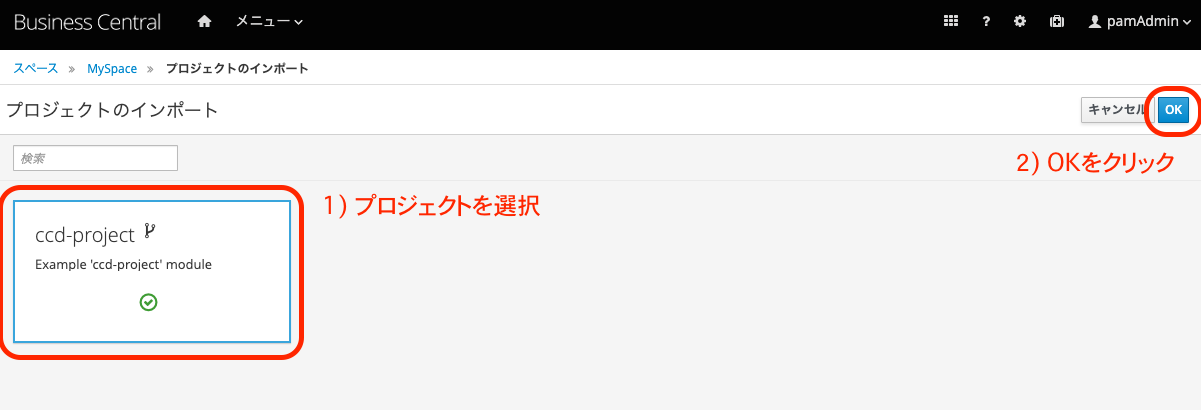 Business Central メニュー ? pamAdmin
スペース » MySpace » プロジェクトのインポート
プロジェクトのインポート キャンセル OK
検索
2) OKをクリック
1) プロジェクトを選択
ccd-project
Example 'ccd-project' module